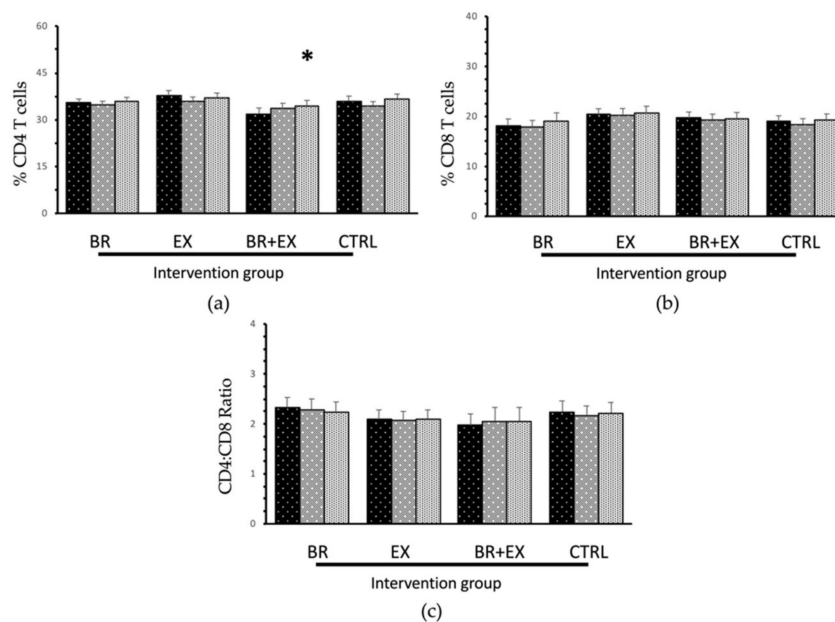 60
45
30
15
0
% CD4 T cells
*
BR EX BR+EX CTRL
Intervention group
(a)
40
30
20
10
0
% CD8 T cells
BR EX BR+EX CTRL
Intervention group
(b)
4
3
2
1
0
CD4:CD8 Ratio
BR EX BR+EX CTRL
Intervention group
(c)